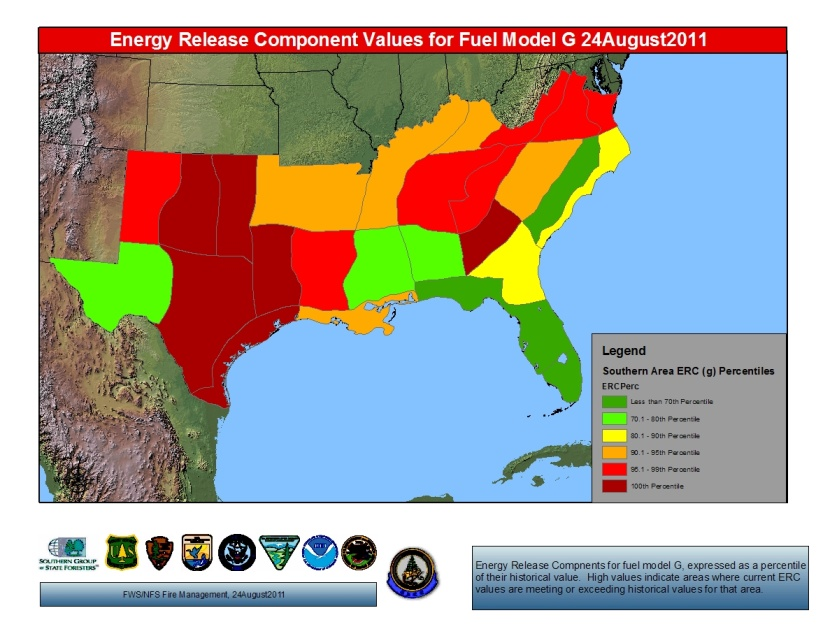 Energy Release Component Values for Fuel Model G 24August2011
Legend
Southern Area ERC (g) Percentiles
ERCPerc
Less than 70th Percentile
70.1 - 80th Percentile
80.1 - 90th Percentile
90.1 - 95th Percentile
95.1 - 99th Percentile
100th Percentile
SOUTHERN GROUP
OF STATE FORESTERS
FWS/NFS Fire Management, 24August2011
Energy Release Compnents for fuel model G, expressed as a percentile
of their historical value. High values indicate areas where current ERC
values are meeting or exceeding historical values for that area.